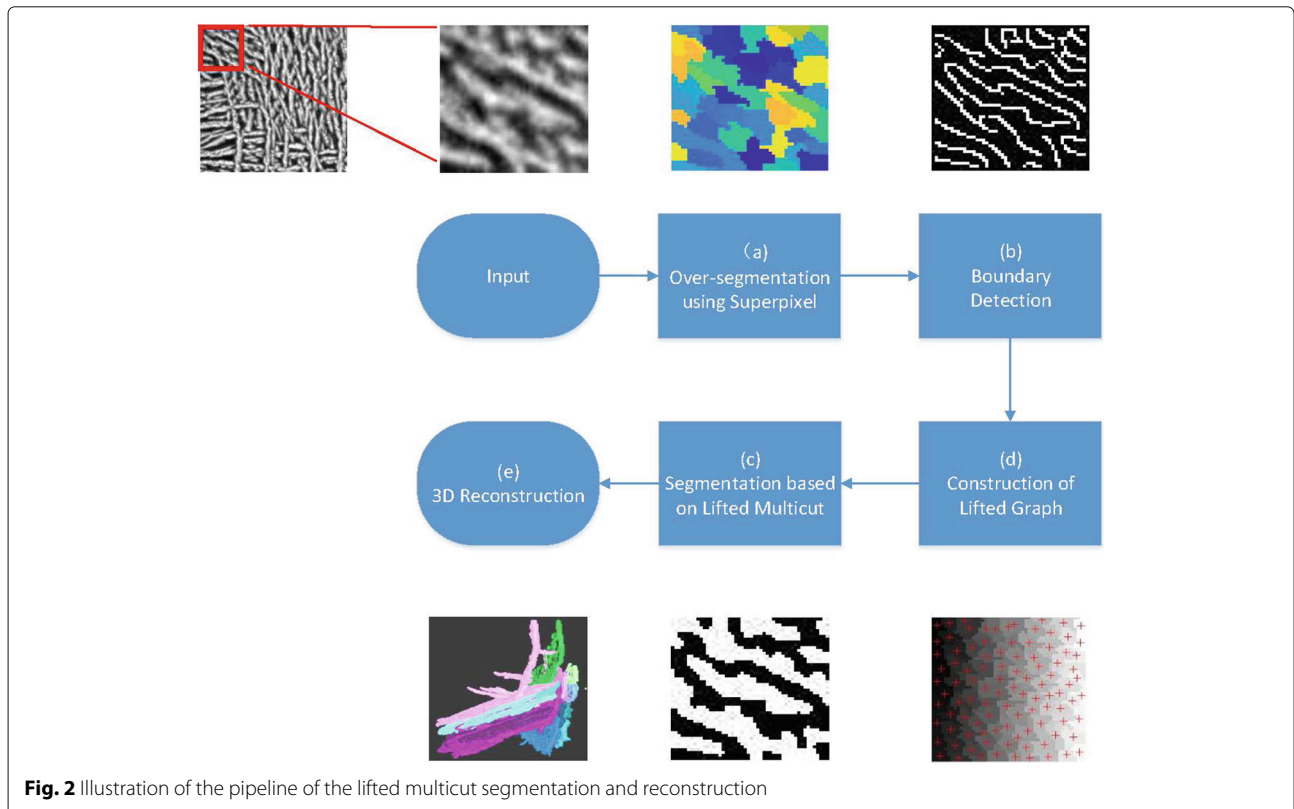 Input
（a)
Over-segmentation
using Superpixel
(b)
Boundary
Detection
(e)
3D Reconstruction
(c)
Segmentation based
on Lifted Multicut
(d)
Construction of
Lifted Graph
Fig. 2 Illustration of the pipeline of the lifted multicut segmentation and reconstruction